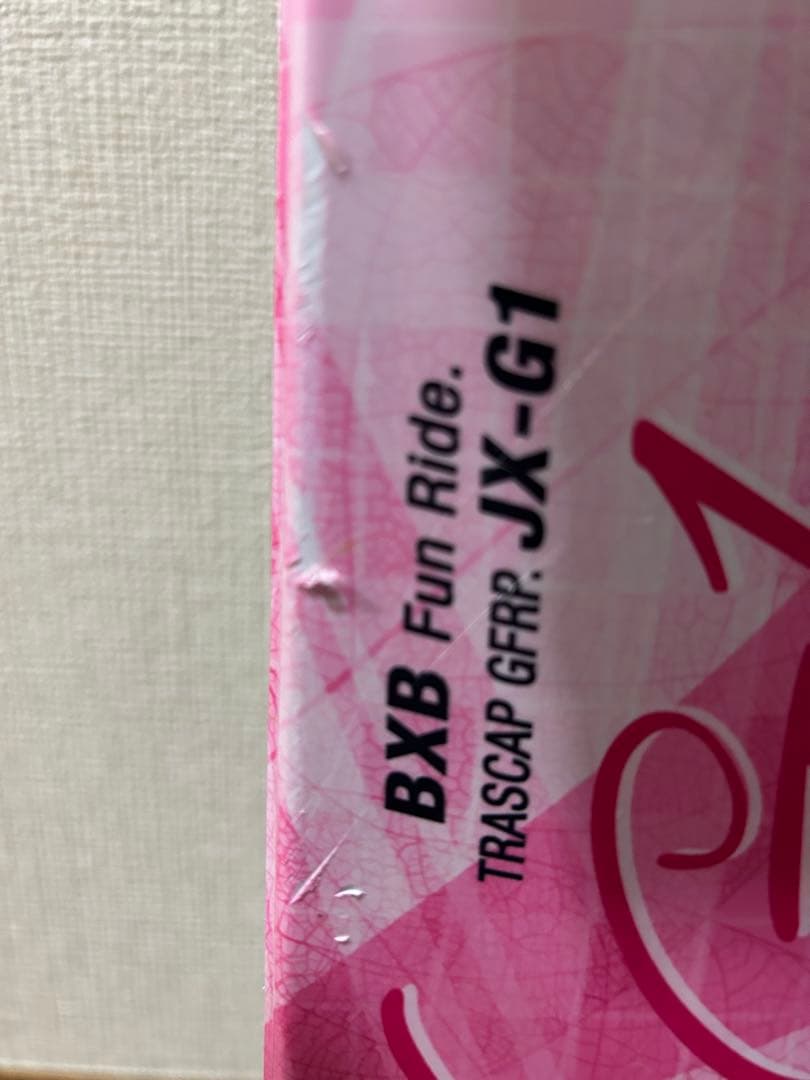 BXB Fun Ride.
TRASCAP GFRP. JX-G1